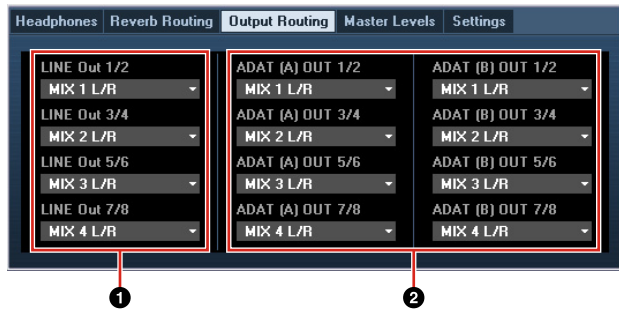 Headphones Reverb Routing Output Routing Master Levels Settings
LINE Out 1/2 ADAT (A) OUT 1/2 ADAT (B) OUT 1/2
MIX 1 L/R MIX 1 L/R MIX 1 L/R
LINE Out 3/4 ADAT (A) OUT 3/4 ADAT (B) OUT 3/4
MIX 2 L/R MIX 2 L/R MIX 2 L/R
LINE Out 5/6 ADAT (A) OUT 5/6 ADAT (B) OUT 5/6
MIX 3 L/R MIX 3 L/R MIX 3 L/R
LINE Out 7/8 ADAT (A) OUT 7/8 ADAT (B) OUT 7/8
MIX 4 L/R MIX 4 L/R MIX 4 L/R
1 2